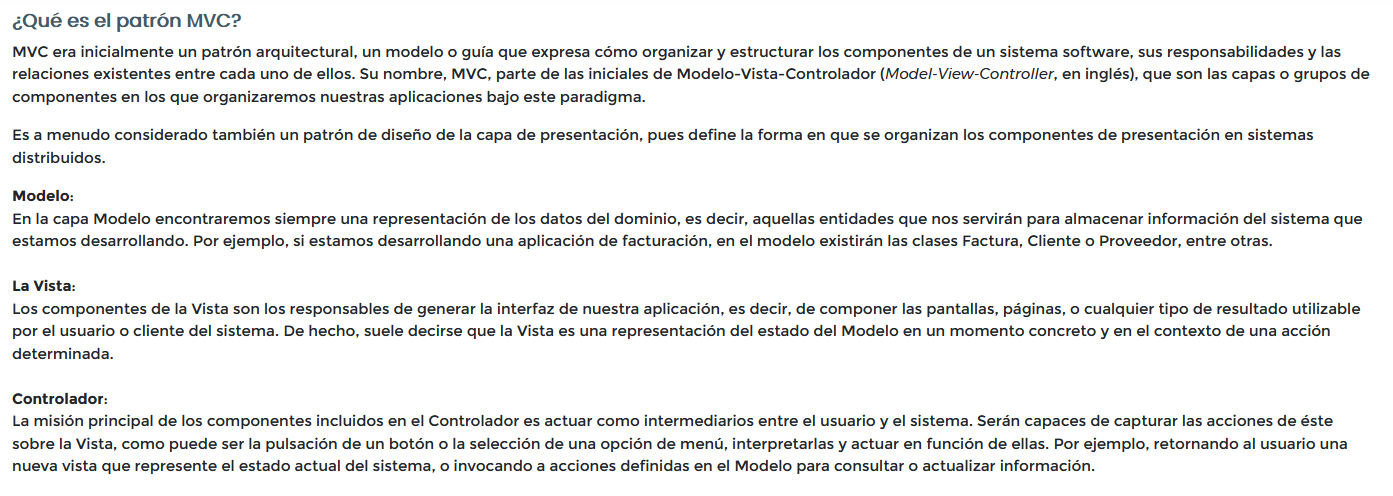 ¿Qué es el patrón MVC?
MVC era inicialmente un patrón arquitectural, un modelo o guía que expresa cómo organizar y estructurar los componentes de un sistema software, sus responsabilidades y las
relaciones existentes entre cada uno de ellos. Su nombre, MVC, parte de las iniciales de Modelo-Vista-Controlador (Model-View-Controller, en inglés), que son las capas o grupos de
componentes en los que organizaremos nuestras aplicaciones bajo este paradigma.
Es a menudo considerado también un patrón de diseño de la capa de presentación, pues define la forma en que se organizan los componentes de presentación en sistemas
distribuidos.
Modelo:
En la capa Modelo encontraremos siempre una representación de los datos del dominio, es decir, aquellas entidades que nos servirán para almacenar información del sistema que
estamos desarrollando. Por ejemplo, si estamos desarrollando una aplicación de facturación, en el modelo existirán las clases Factura, Cliente o Proveedor, entre otras.
La Vista:
Los componentes de la Vista son los responsables de generar la interfaz de nuestra aplicación, es decir, de componer las pantallas, páginas, o cualquier tipo de resultado utilizable
por el usuario o cliente del sistema. De hecho, suele decirse que la Vista es una representación del estado del Modelo en un momento concreto y en el contexto de una acción
determinada.
Controlador:
La misión principal de los componentes incluidos en el Controlador es actuar como intermediarios entre el usuario y el sistema. Serán capaces de capturar las acciones de éste
sobre la Vista, como puede ser la pulsación de un botón o la selección de una opción de menú, interpretarlas y actuar en función de ellas. Por ejemplo, retornando al usuario una
nueva vista que represente el estado actual del sistema, o invocando a acciones definidas en el Modelo para consultar o actualizar información.